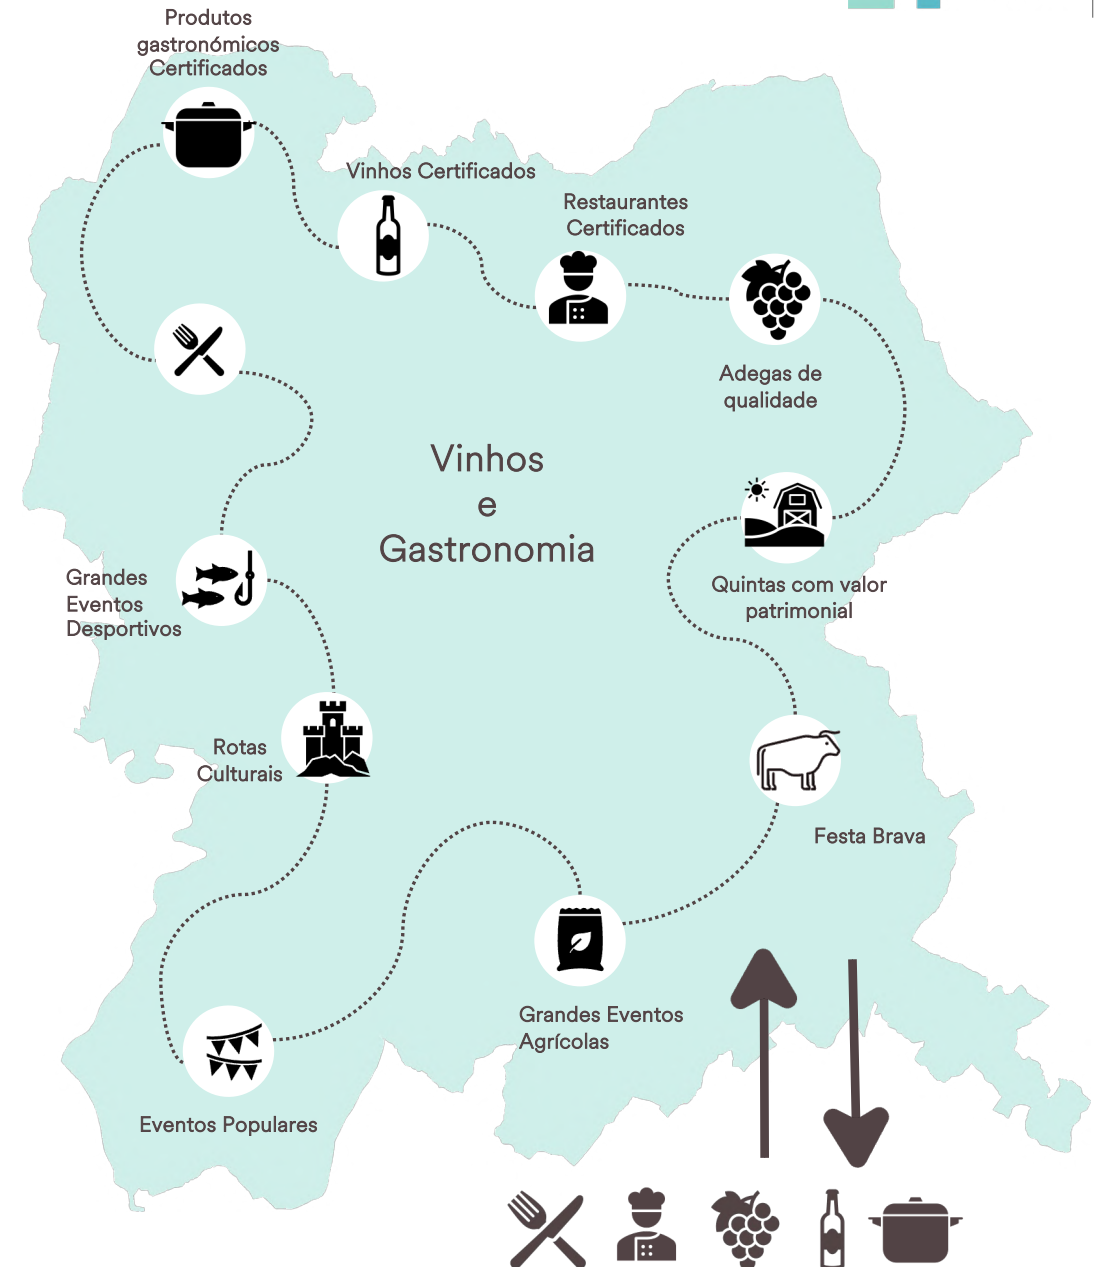 Produtos
gastronómicos
Certificados
Vinhos Certificados
Restaurantes
Certificados
Adegas de
qualidade
Vinhos
e
Gastronomia
Grandes
Eventos
Desportivos
Quintas com valor
patrimonial
Rotas
Culturais
Festa Brava
Grandes Eventos
Agrícolas
Eventos Populares